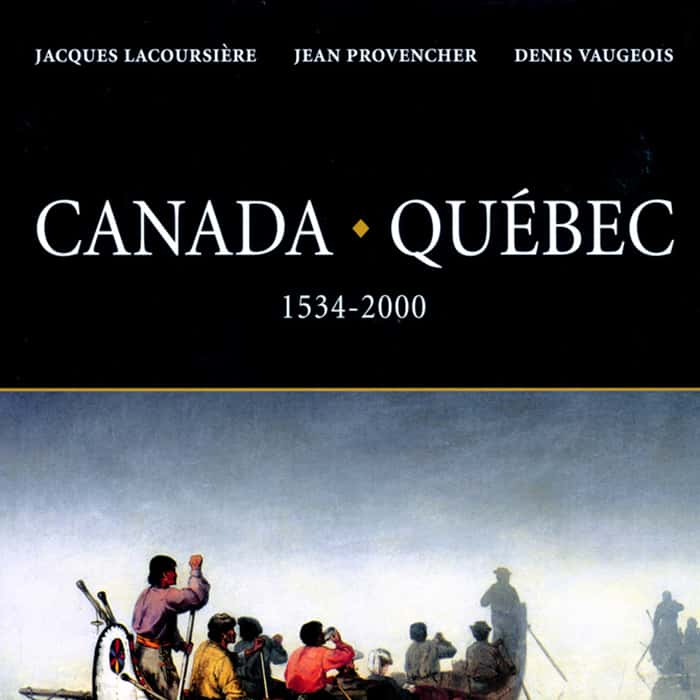 JACQUES LACOURSIÈRE JEAN PROVENCHER DENIS VAUGEOIS
CANADA ⬥ QUÉBEC
1534-2000